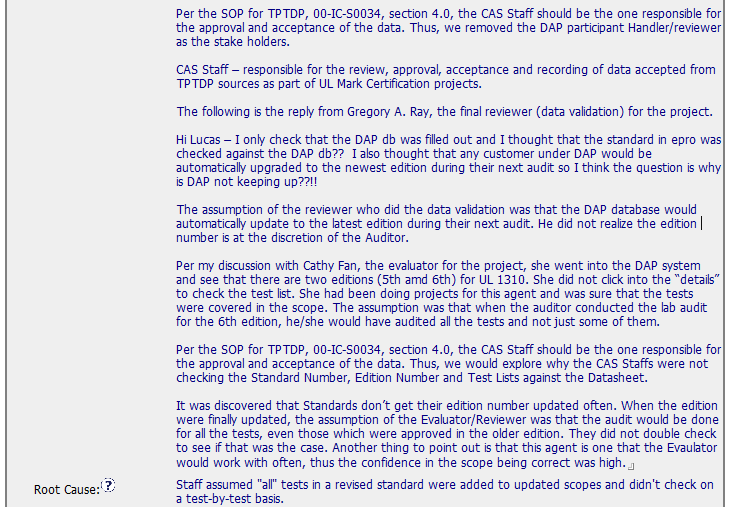 Per the SOP for TPTDP, 00-IC-S0034, section 4.0, the CAS Staff should be the one responsible for
the approval and acceptance of the data. Thus, we removed the DAP participant Handler/reviewer
as the stake holders.
CAS Staff – responsible for the review, approval, acceptance and recording of data accepted from
TPTDP sources as part of UL Mark Certification projects.
The following is the reply from Gregory A. Ray, the final reviewer (data validation) for the project.
Hi Lucas – I only check that the DAP db was filled out and I thought that the standard in epro was
checked against the DAP db??  I also thought that any customer under DAP would be
automatically upgraded to the newest edition during their next audit so I think the question is why
is DAP not keeping up??!!
The assumption of the reviewer who did the data validation was that the DAP database would
automatically update to the latest edition during their next audit. He did not realize the edition
number is at the discretion of the Auditor.
Per my discussion with Cathy Fan, the evaluator for the project, she went into the DAP system
and see that there are two editions (5th amd 6th) for UL 1310. She did not click into the “details”
to check the test list. She had been doing projects for this agent and was sure that the tests
were covered in the scope. The assumption was that when the auditor conducted the lab audit
for the 6th edition, he/she would have audited all the tests and not just some of them.
Per the SOP for TPTDP, 00-IC-S0034, section 4.0, the CAS Staff should be the one responsible for
the approval and acceptance of the data. Thus, we would explore why the CAS Staffs were not
checking the Standard Number, Edition Number and Test Lists against the Datasheet.
It was discovered that Standards don’t get their edition number updated often. When the edition
were finally updated, the assumption of the Evaluator/Reviewer was that the audit would be done
for all the tests, even those which were approved in the older edition. They did not double check
to see if that was the case. Another thing to point out is that this agent is one that the Evaulator
would work with often, thus the confidence in the scope being correct was high.
Root Cause: ? Staff assumed "all" tests in a revised standard were added to updated scopes and didn't check on
a test-by-test basis.